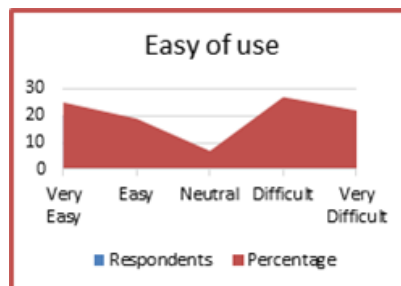 Easy of use
30
20
10
0
Very Easy Neutral Difficult Very
Easy Difficult
Respondents Percentage